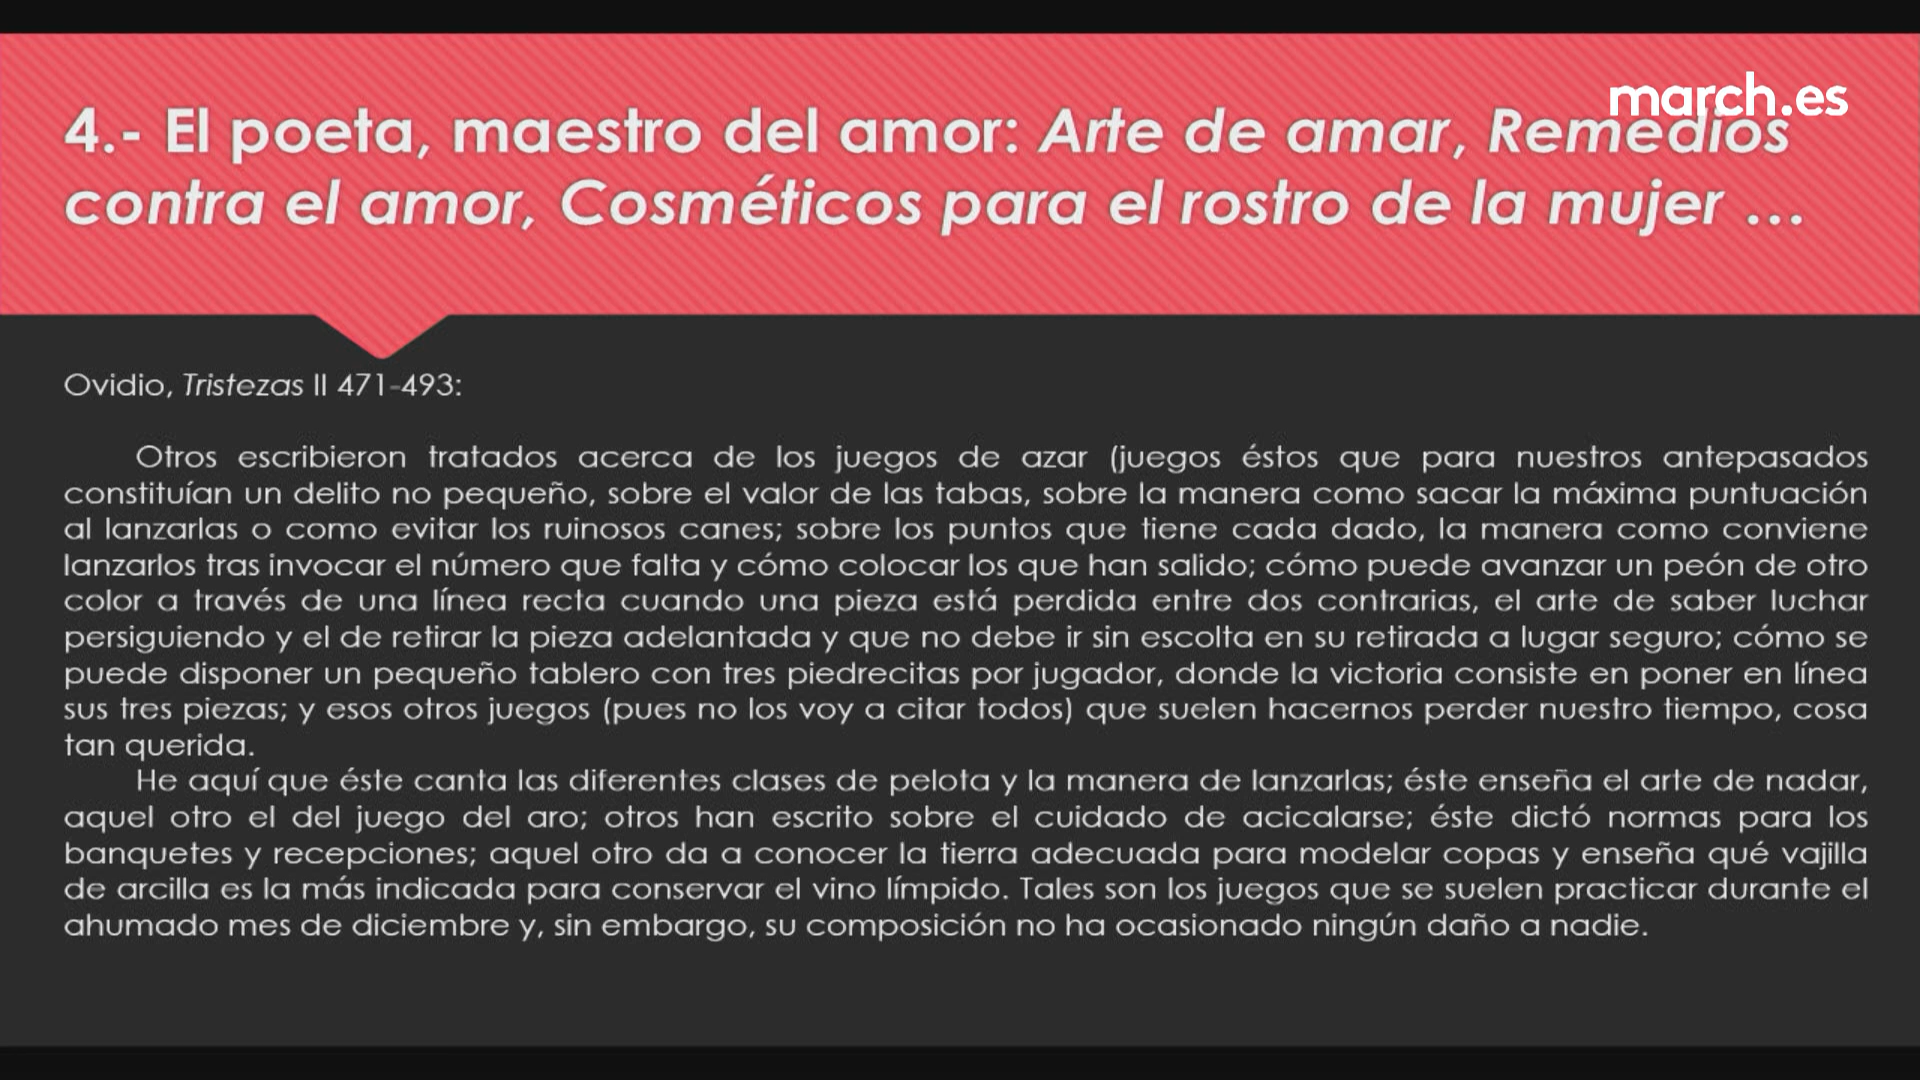 march.es
4.- El poeta, maestro del amor: Arte de amar, Remedios
contra el amor, Cosméticos para el rostro de la mujer …
Ovidio, Tristezas II 471-493:
Otros escribieron tratados acerca de los juegos de azar (juegos éstos que para nuestros antepasados
constituían un delito no pequeño, sobre el valor de las tabas, sobre la manera como sacar la máxima puntuación
al lanzarlas o como evitar los ruinosos canes; sobre los puntos que tiene cada dado, la manera como conviene
lanzarlos tras invocar el número que falta y cómo colocar los que han salido; cómo puede avanzar un peón de otro
color a través de una línea recta cuando una pieza está perdida entre dos contrarias, el arte de saber luchar
persiguiendo y el de retirar la pieza adelantada y que no debe ir sin escolta en su retirada a lugar seguro; cómo se
puede disponer un pequeño tablero con tres piedrecitas por jugador, donde la victoria consiste en poner en línea
sus tres piezas; y esos otros juegos (pues no los voy a citar todos) que suelen hacernos perder nuestro tiempo, cosa
tan querida.
He aquí que éste canta las diferentes clases de pelota y la manera de lanzarlas; éste enseña el arte de nadar,
aquel otro el del juego del aro; otros han escrito sobre el cuidado de acicalarse; éste dictó normas para los
banquetes y recepciones; aquel otro da a conocer la tierra adecuada para modelar copas y enseña qué vajilla
de arcilla es la más indicada para conservar el vino límpido. Tales son los juegos que se suelen practicar durante el
ahumado mes de diciembre y, sin embargo, su composición no ha ocasionado ningún daño a nadie.